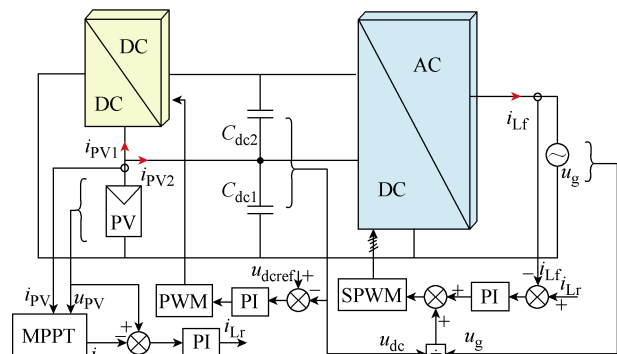 DC
DC
AC
DC
i_Lf
i_PV1
i_PV2
C_dc2
C_dc1
u_g
PV
i_PV
u_PV
u_dcref
+
−
PWM
PI
SPWM
+
+
PI
−
i_Lf
i_Lr
+
MPPT
−
+
PI
i_Lr
u_dc
÷
u_g